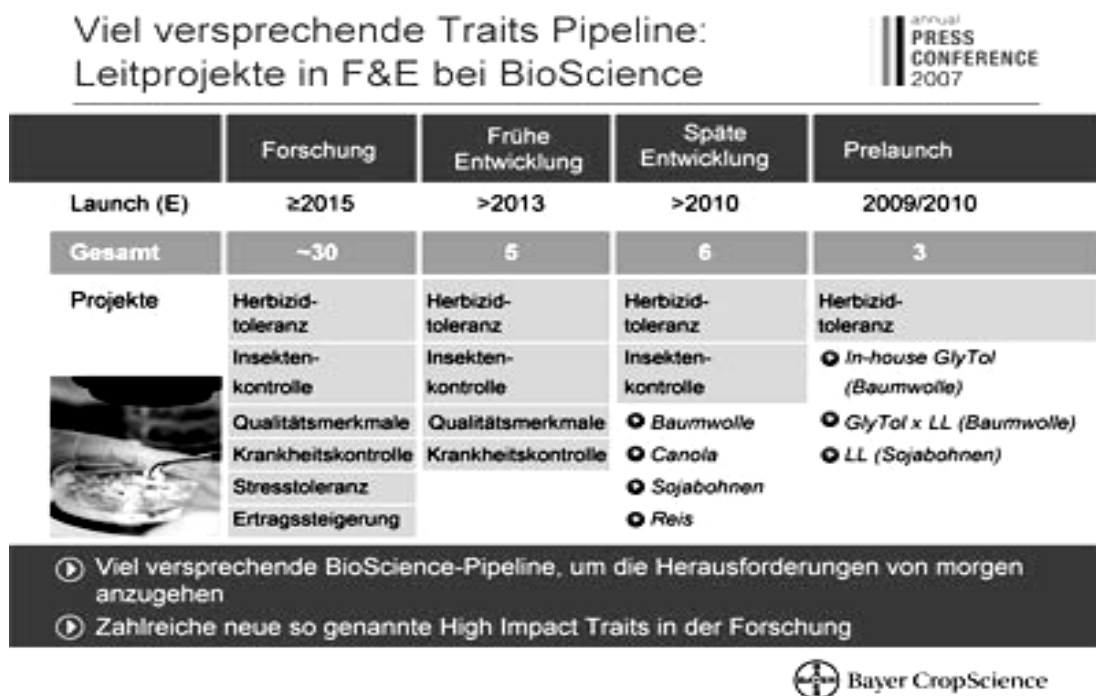 Viel versprechende Traits Pipeline:
Leitprojekte in F&E bei BioScience
annual
PRESS
CONFERENCE
2007
Forschung
Frühe
Entwicklung
Späte
Entwicklung
Prelaunch
Launch (E) ≥2015 >2013 >2010 2009/2010
Gesamt ~30 5 6 3
Projekte
Herbizid-
toleranz
Insekten-
kontrolle
Qualitätsmerkmale
Krankheitskontrolle
Stresstoleranz
Ertragssteigerung
Herbizid-
toleranz
Insekten-
kontrolle
Qualitätsmerkmale
Krankheitskontrolle
Herbizid-
toleranz
Insekten-
kontrolle
Baumwolle
Canola
Sojabohnen
Reis
Herbizid-
toleranz
In-house GlyTol
(Baumwolle)
GlyTol x LL (Baumwolle)
LL (Sojabohnen)
Viel versprechende BioScience-Pipeline, um die Herausforderungen von morgen
anzugehen
Zahlreiche neue so genannte High Impact Traits in der Forschung
Bayer CropScience